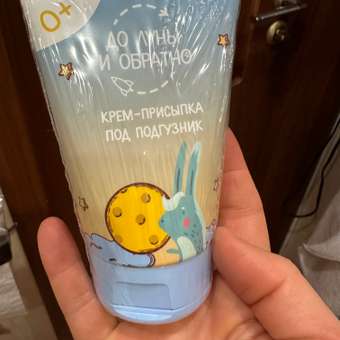 0+
ДО ЛУНЫ
И ОБРАТНО
КРЕМ-ПРИСЫПКА
ПОД ПОДГУЗНИК